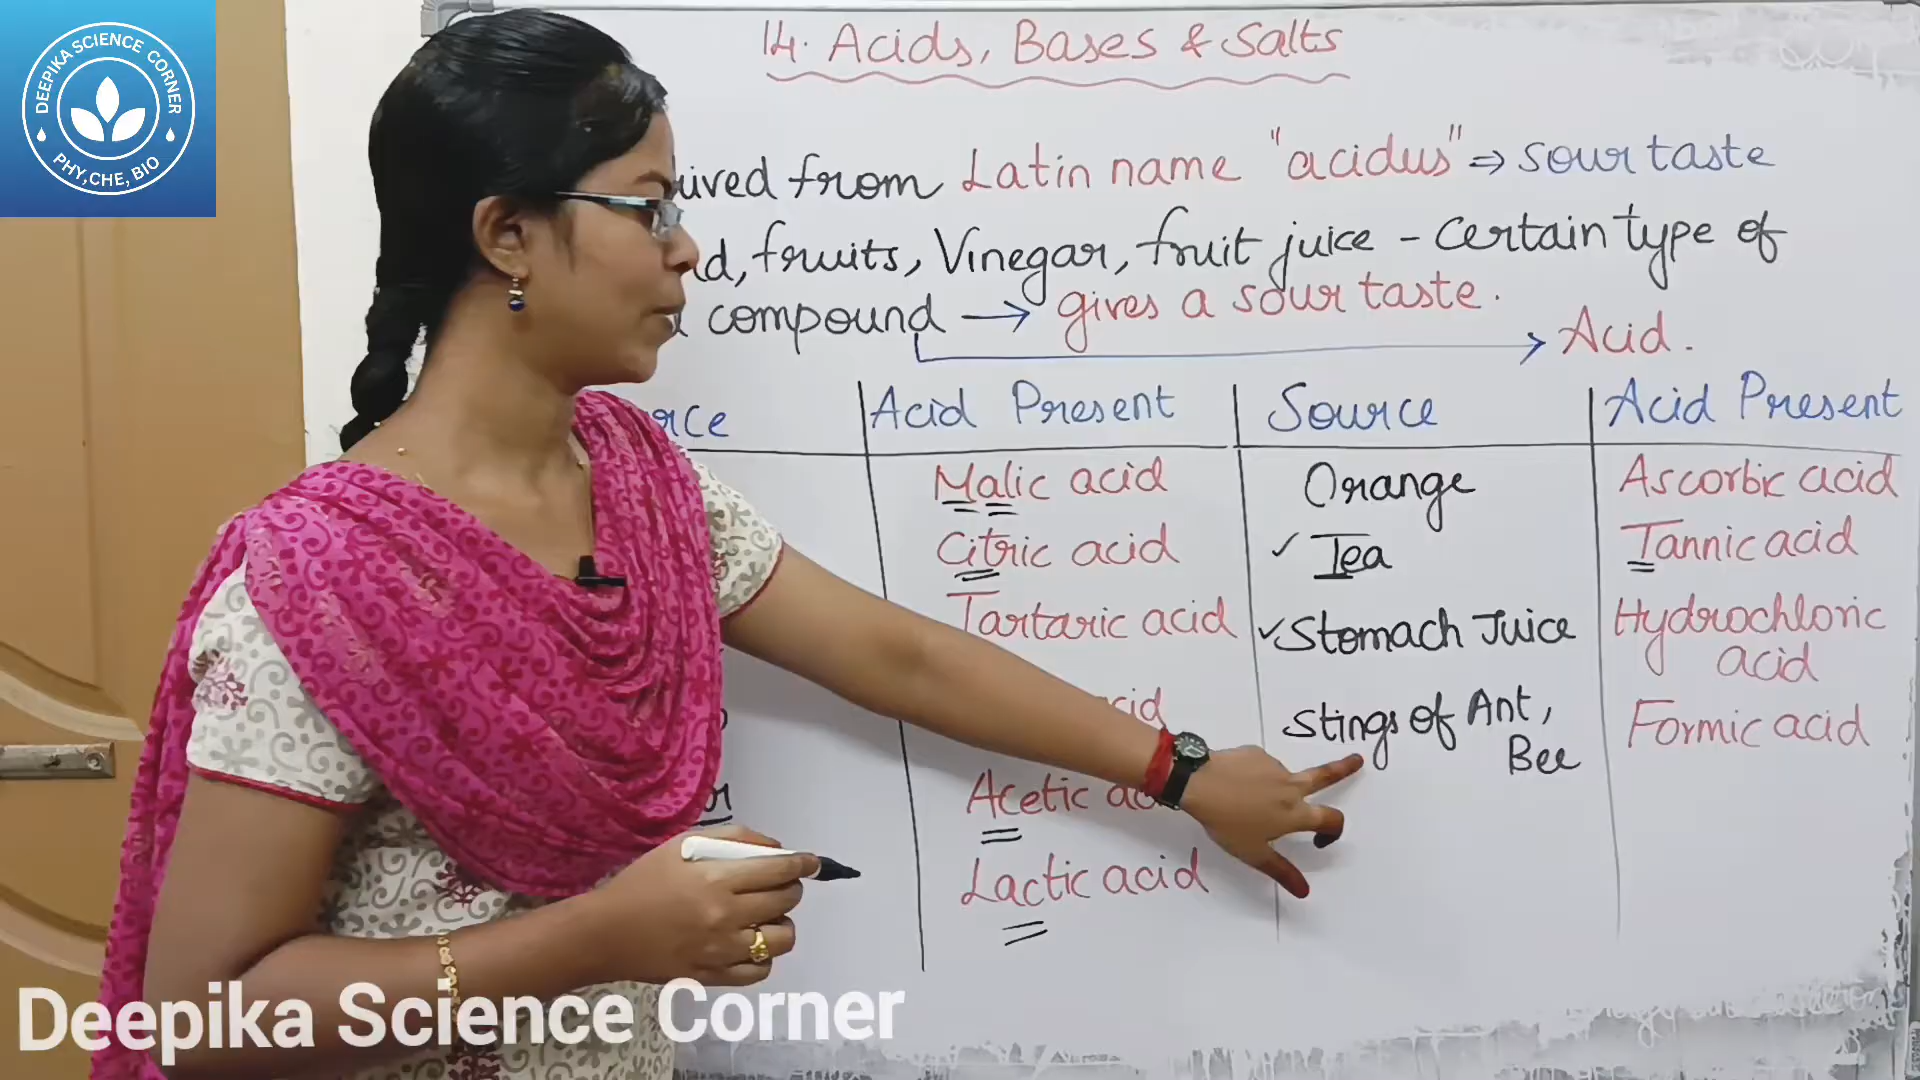 DEEPIKA SCIENCE CORNER
PHY,CHE, BIO
14. Acids, Bases & Salts
from Latin name "acidus" ⇒ sour taste
fruits, Vinegar, fruit juice - certain type of
compound → gives a sour taste.
Acid.
Acid Present Source Acid Present
Malic acid Orange Ascorbic acid
Citric acid ✓ Tea Tannic acid
Tartaric acid ✓ Stomach Juice Hydrochloric
acid
Stings of Ant, Formic acid
Bee
Acetic
Lactic acid
Deepika Science Corner